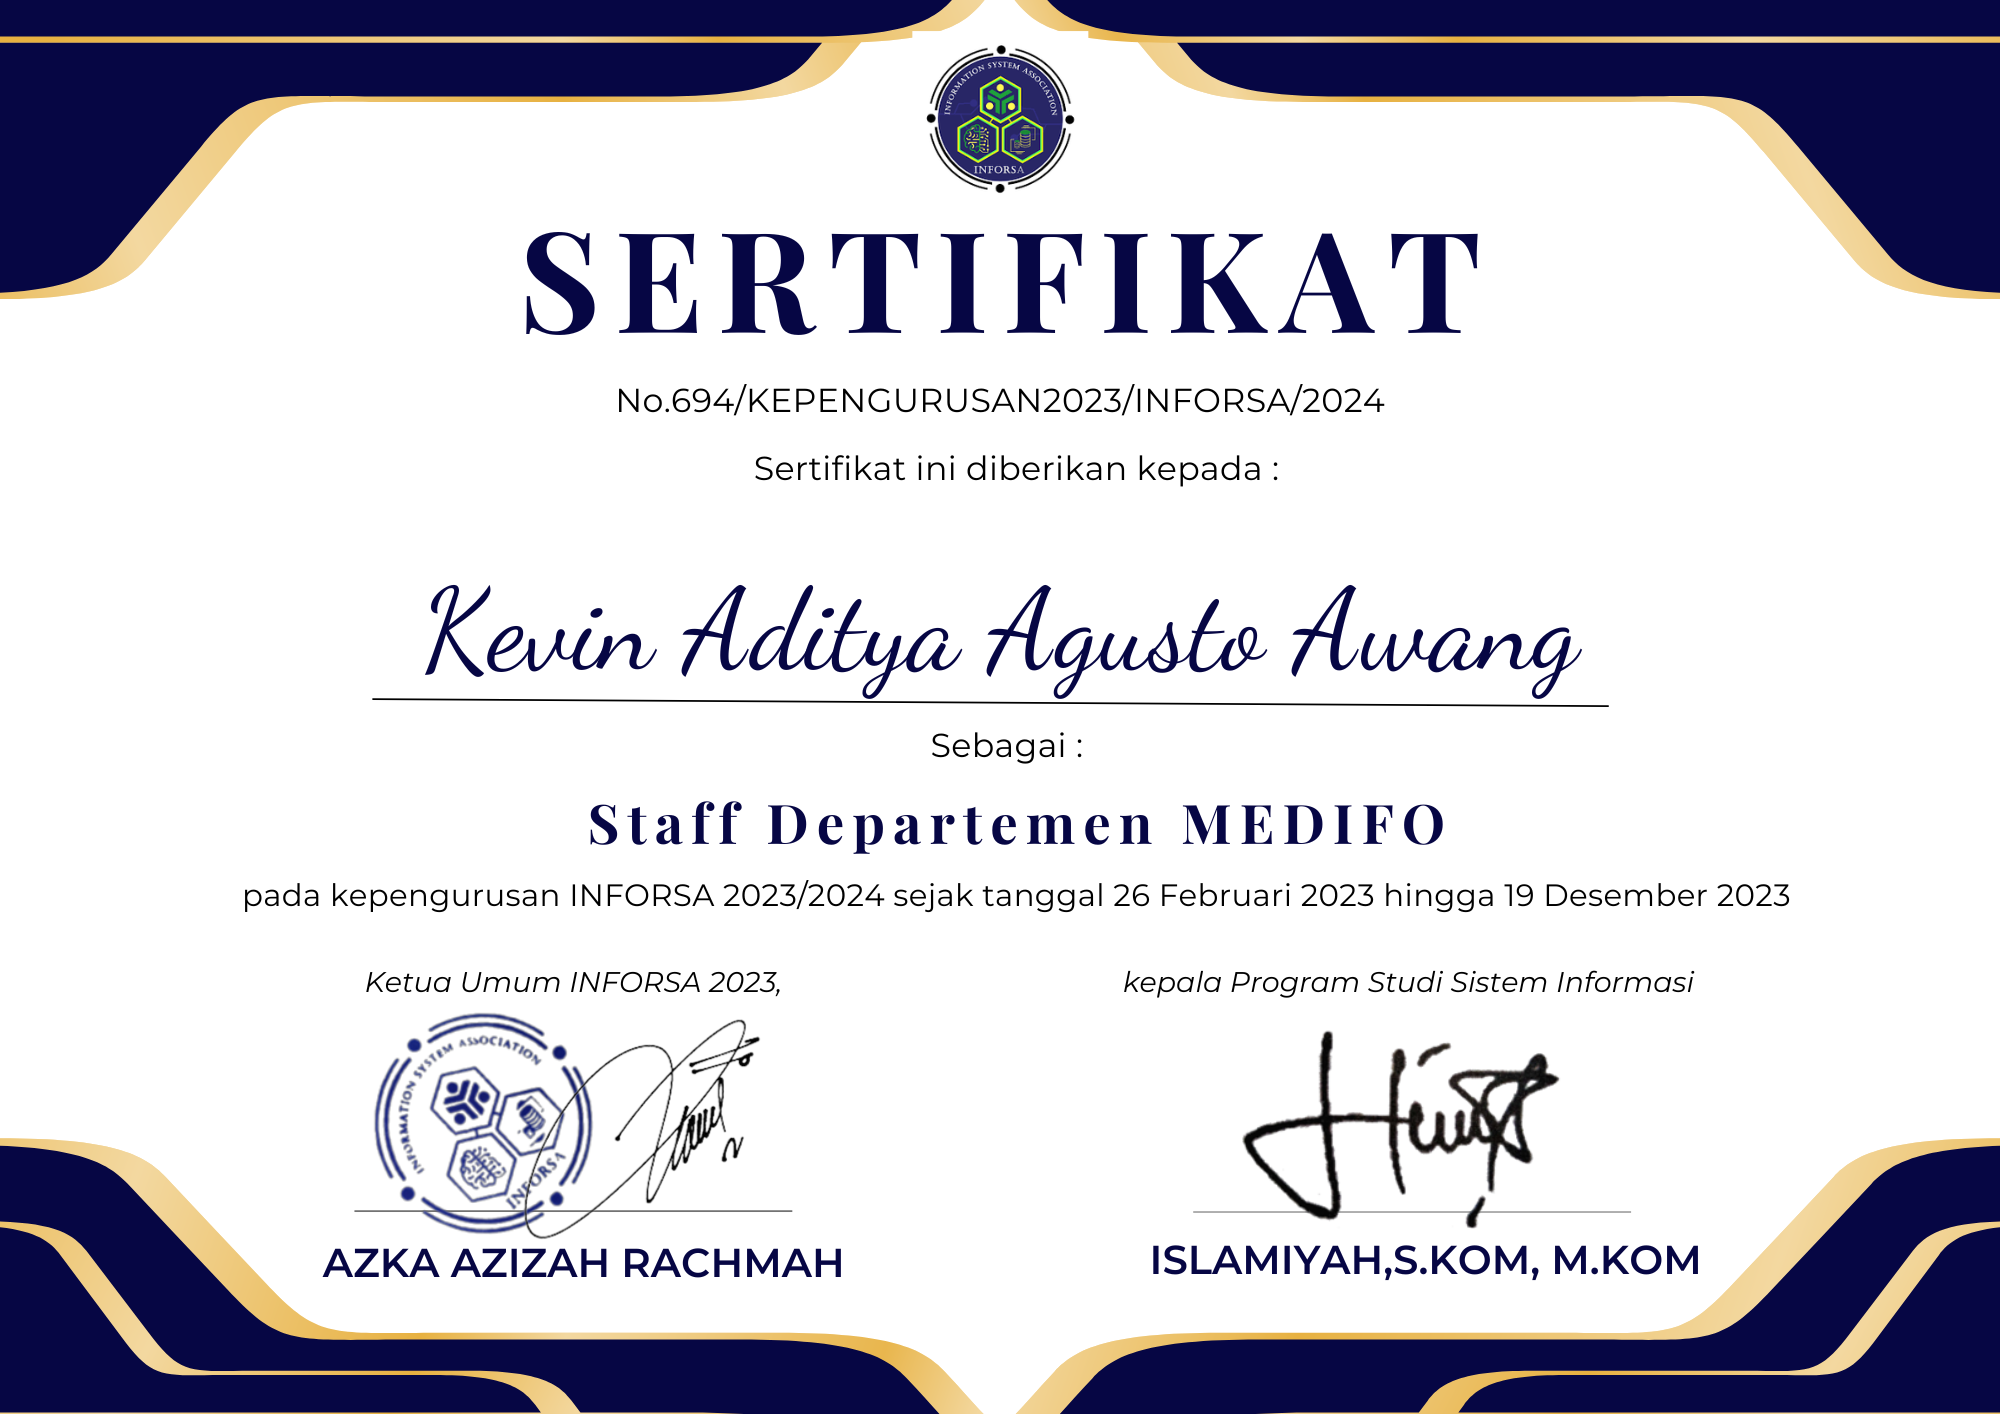 INFORMATION SYSTEM ASSOCIATION
INFORSA
SERTIFIKAT
No.694/KEPENGURUSAN2023/INFORSA/2024
Sertifikat ini diberikan kepada :
Kevin Aditya Agusto Awang
Sebagai :
Staff Departemen MEDIFO
pada kepengurusan INFORSA 2023/2024 sejak tanggal 26 Februari 2023 hingga 19 Desember 2023
Ketua Umum INFORSA 2023,
kepala Program Studi Sistem Informasi
INFORMATION SYSTEM ASSOCIATION
INFORSA
AZKA AZIZAH RACHMAH
ISLAMIYAH,S.KOM, M.KOM